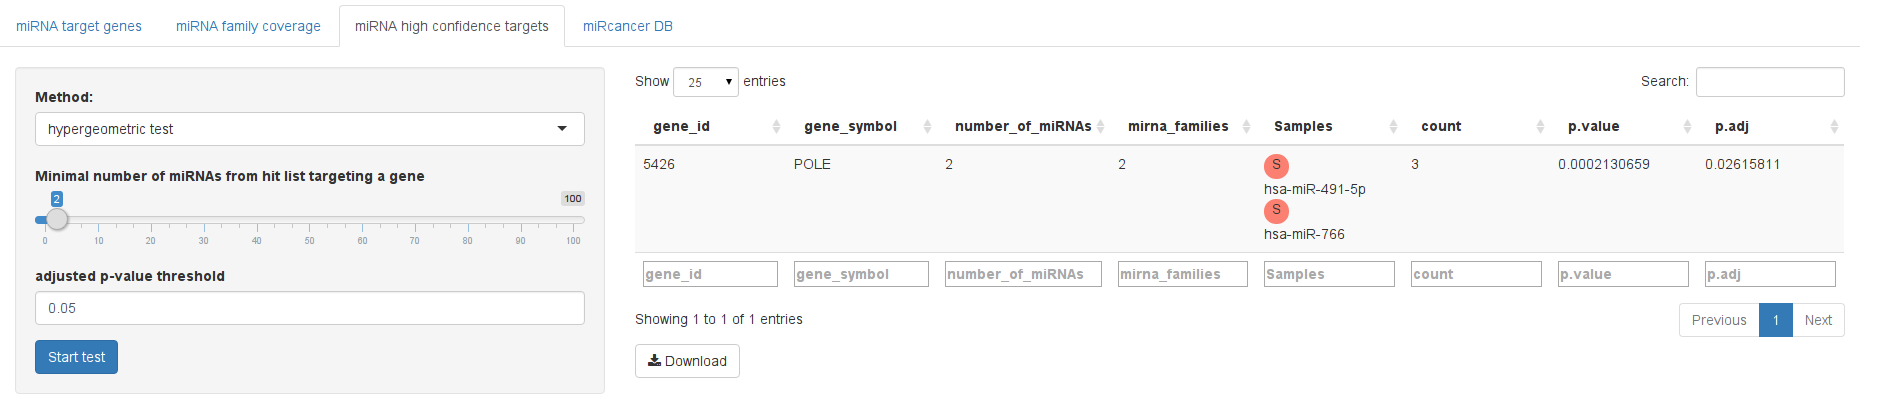 miRNA target genes miRNA family coverage miRNA high confidence targets miRcancer DB
Method:
hypergeometric test
Minimal number of miRNAs from hit list targeting a gene
2 100
0 10 20 30 40 50 60 70 80 90 100
adjusted p-value threshold
0.05
Start test
Show 25 entries Search:
gene_id gene_symbol number_of_miRNAs mirna_families Samples count p.value p.adj
5426 POLE 2 2 S 3 0.0002130659 0.02615811
hsa-miR-491-5p
S
hsa-miR-766
gene_id gene_symbol number_of_miRNAs mirna_families Samples count p.value p.adj
Showing 1 to 1 of 1 entries Previous 1 Next
Download